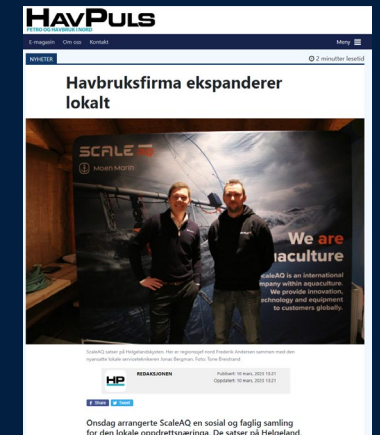 HAVPULS
PETRO OG HAVBRUK I NORD
E-magasin Om oss Kontakt
Meny
NYHETER
2 minutter lesetid
Havbruksfirma ekspanderer
lokalt
SCALE AQ
Moen Marin
We are
aquaculture
ScaleAQ is an international
company within aquaculture.
We provide innovation,
technology and equipment
to customers globally.
ScaleAQ satser på Helgelandskysten. Her er regionssjef nord Frederik Andersen sammen med den
nyansatte lokale serviceteknikeren Jonas Bergman. Foto: Tone Breistrand
HP
REDAKSJONEN
Publisert: 10 mars, 2023 13:21
Oppdatert: 10 mars, 2023 13:21
Share Tweet
Onsdag arrangerte ScaleAQ en sosial og faglig samling
for den lokale oppdrettsnæringa. De satser på Helgeland,